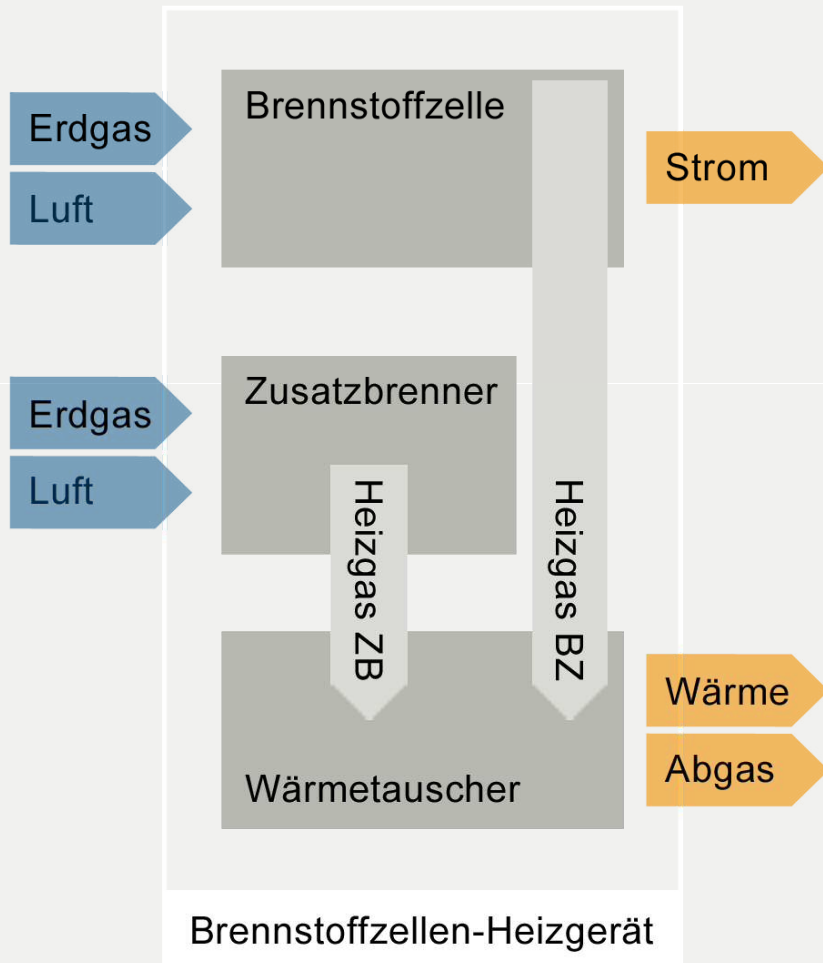 Brennstoffzelle
Erdgas
Luft
Strom
Zusatzbrenner
Erdgas
Luft
Heizgas ZB
Heizgas BZ
Wärmetauscher
Wärme
Abgas
Brennstoffzellen-Heizgerät